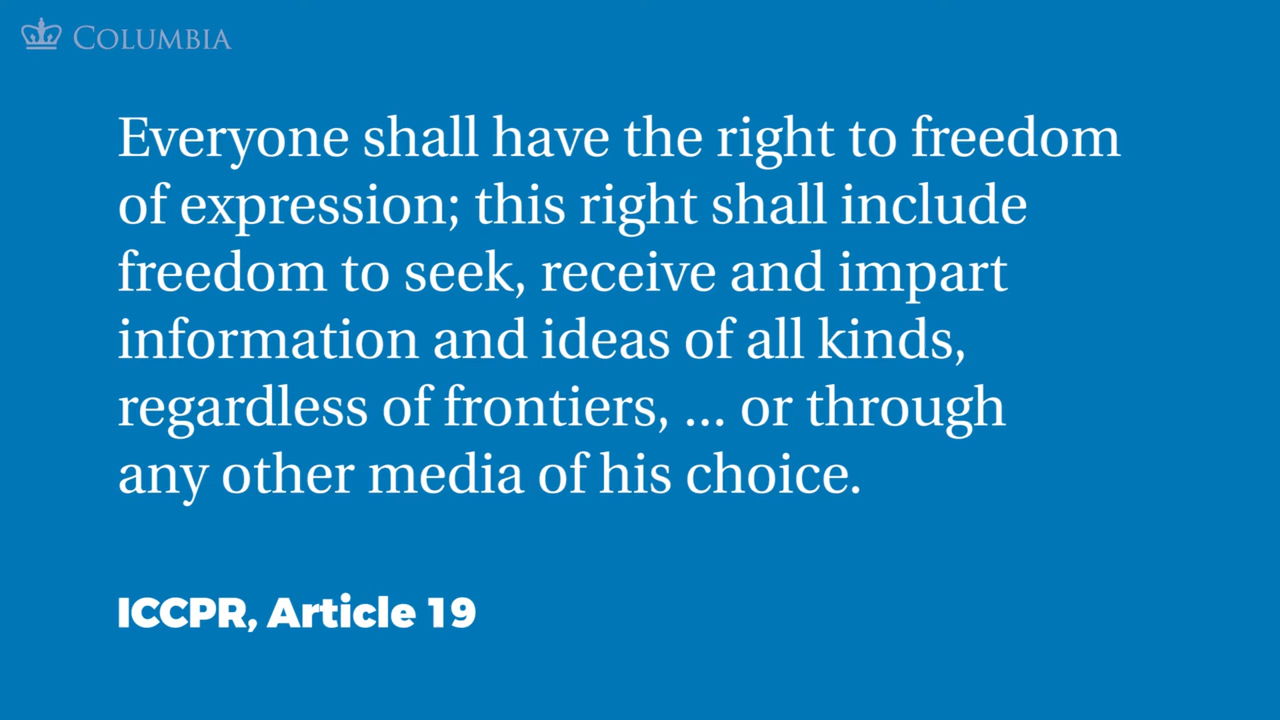 COLUMBIA
Everyone shall have the right to freedom
of expression; this right shall include
freedom to seek, receive and impart
information and ideas of all kinds,
regardless of frontiers, ... or through
any other media of his choice.
ICCPR, Article 19